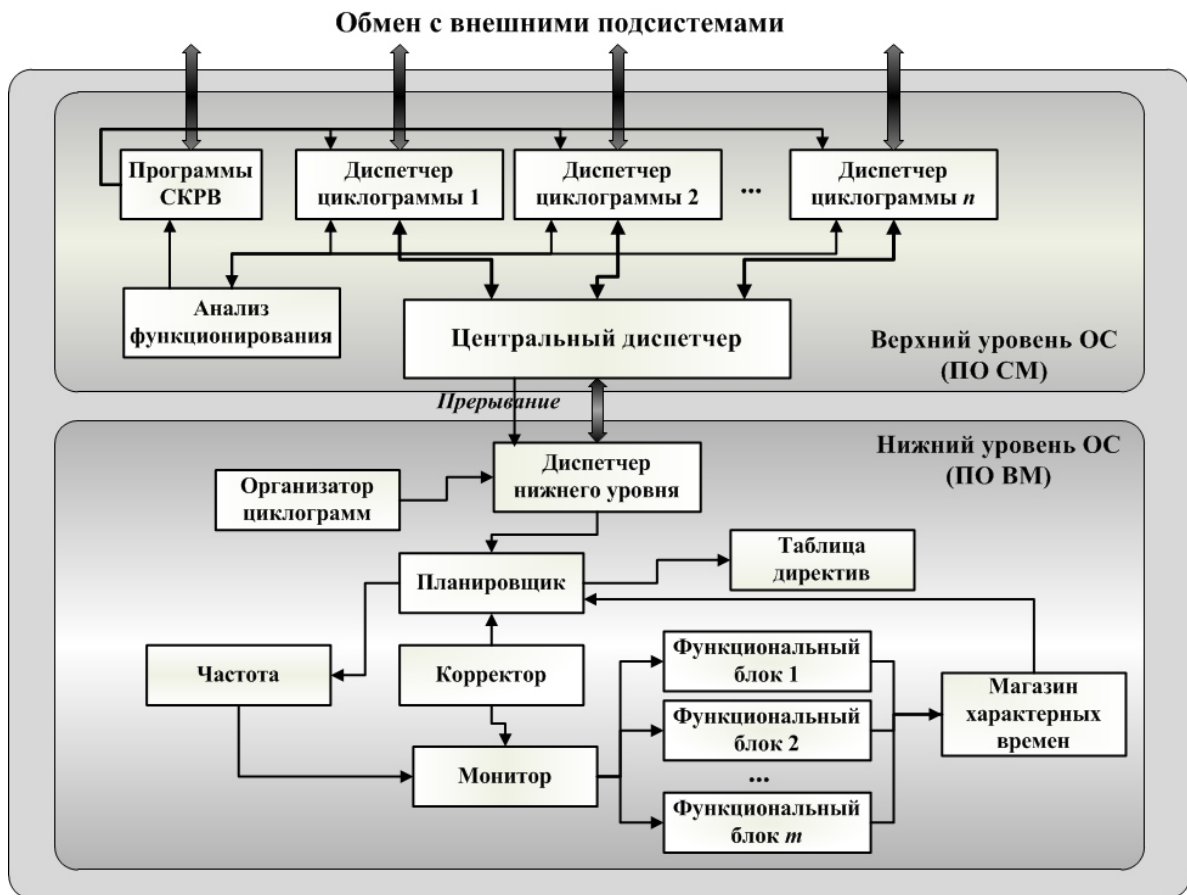 Обмен с внешними подсистемами
Программы
СКРВ
Диспетчер
циклограммы 1
Диспетчер
циклограммы 2
...
Диспетчер
циклограммы n
Анализ
функционирования
Центральный диспетчер
Верхний уровень ОС
(ПО СМ)
Прерывание
Нижний уровень ОС
(ПО ВМ)
Диспетчер
нижнего уровня
Организатор
циклограмм
Планировщик
Таблица
директив
Частота
Корректор
Функциональный
блок 1
Магазин
характерных
времен
Функциональный
блок 2
Монитор
...
Функциональный
блок m